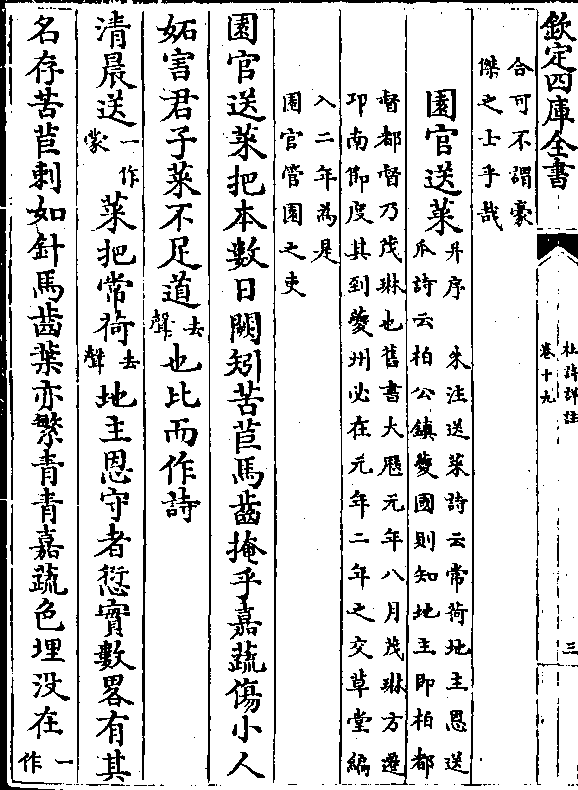 欽定四庫全書
杜詩詳註
卷十九
三
合可不謂豪
傑之士乎哉
園官送菜
并序　朱注送菜詩云常荷地主恩送
瓜詩云柏公鎮夔國則知地主即柏都
督都督乃茂琳也舊書大厯元年八月茂琳方遷
邛南節度其到夔州必在元年二年之交草堂編
入二年為是
園官管園之吏
園官送菜把本數日闕矧苦苣馬齒掩乎嘉蔬傷小人
妬害君子菜不足道去聲也比而作詩
清晨送一作蒙菜把常荷去聲地主恩守者愆實數畧有其
名存苦苣刺如針馬齒葉亦繁青青嘉蔬色埋没在一作